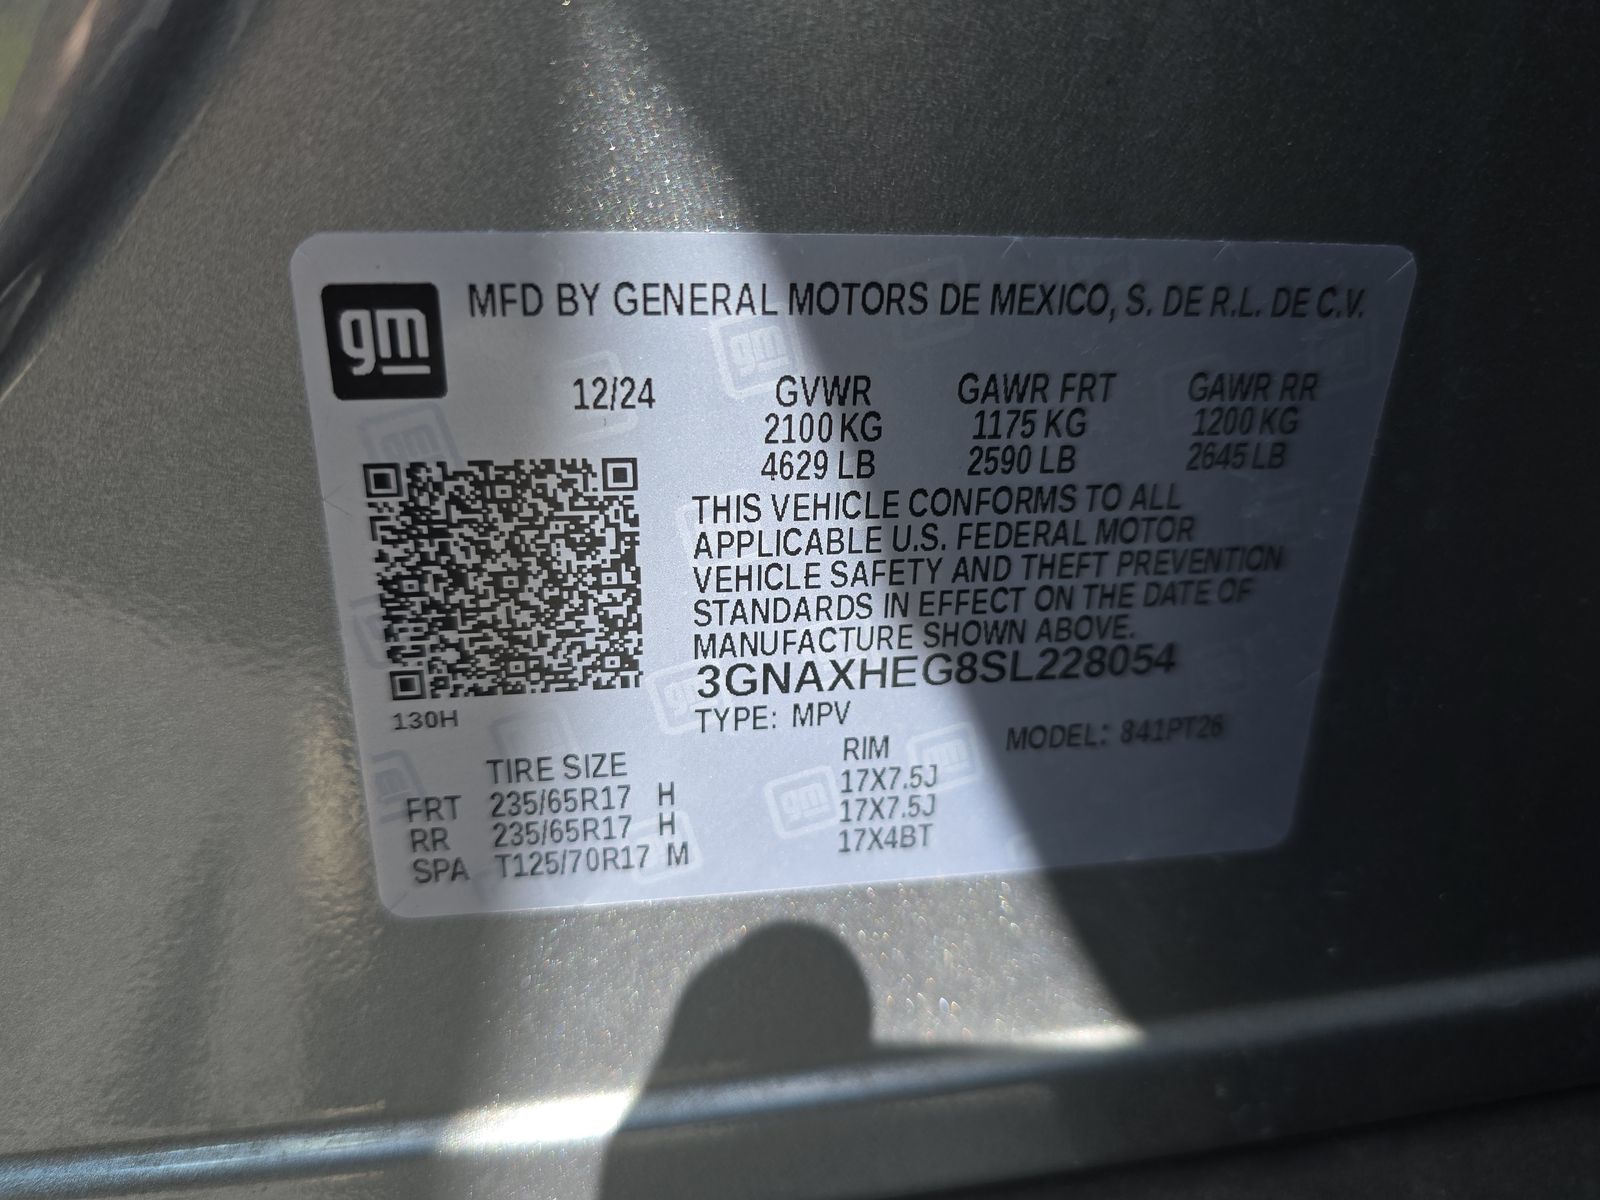 gm MFD BY GENERAL MOTORS DE MEXICO, S. DE R.L. DE C.V.
12/24 GVWR GAWR FRT GAWR RR
2100 KG 1175 KG 1200 KG
4629 LB 2590 LB 2645 LB
THIS VEHICLE CONFORMS TO ALL
APPLICABLE U.S. FEDERAL MOTOR
VEHICLE SAFETY AND THEFT PREVENTION
STANDARDS IN EFFECT ON THE DATE OF
MANUFACTURE SHOWN ABOVE.
3GNAXHEG8SL228054
130H
TYPE: MPV MODEL: 841PT26
TIRE SIZE RIM
FRT 235/65R17 H 17X7.5J
RR 235/65R17 H 17X7.5J
SPA T125/70R17 M 17X4BT